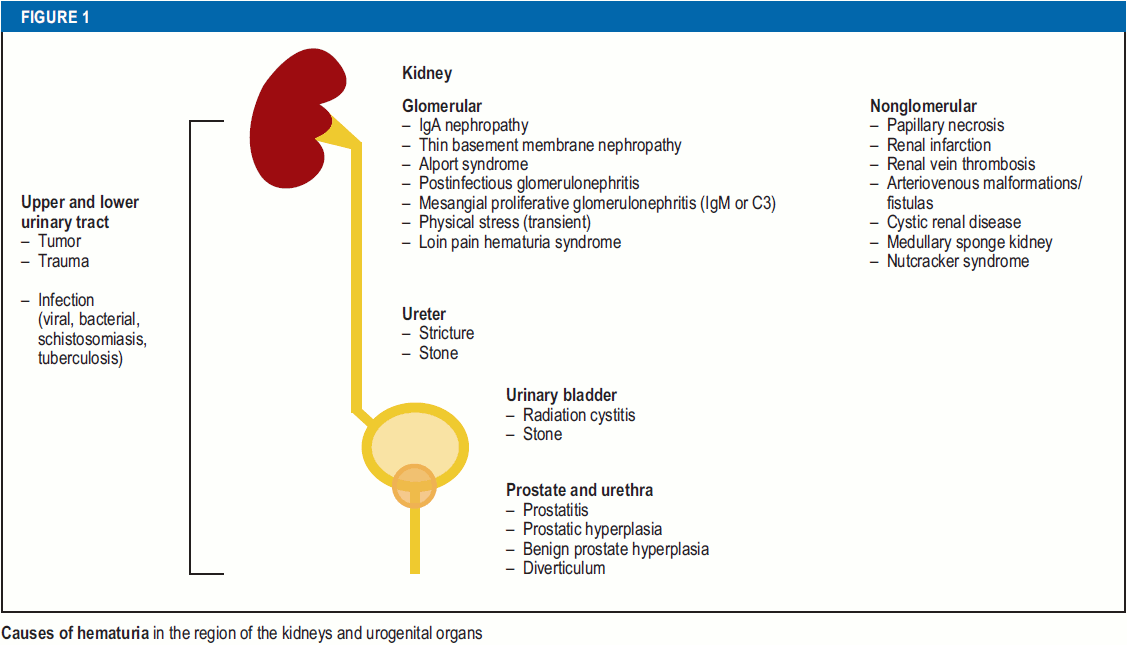 FIGURE 1
Upper and lower
urinary tract
– Tumor
– Trauma
– Infection
(viral, bacterial,
schistosomiasis,
tuberculosis)
Kidney
Glomerular
– IgA nephropathy
– Thin basement membrane nephropathy
– Alport syndrome
– Postinfectious glomerulonephritis
– Mesangial proliferative glomerulonephritis (IgM or C3)
– Physical stress (transient)
– Loin pain hematuria syndrome
Nonglomerular
– Papillary necrosis
– Renal infarction
– Renal vein thrombosis
– Arteriovenous malformations/
fistulas
– Cystic renal disease
– Medullary sponge kidney
– Nutcracker syndrome
Ureter
– Stricture
– Stone
Urinary bladder
– Radiation cystitis
– Stone
Prostate and urethra
– Prostatitis
– Prostatic hyperplasia
– Benign prostate hyperplasia
– Diverticulum
Causes of hematuria in the region of the kidneys and urogenital organs